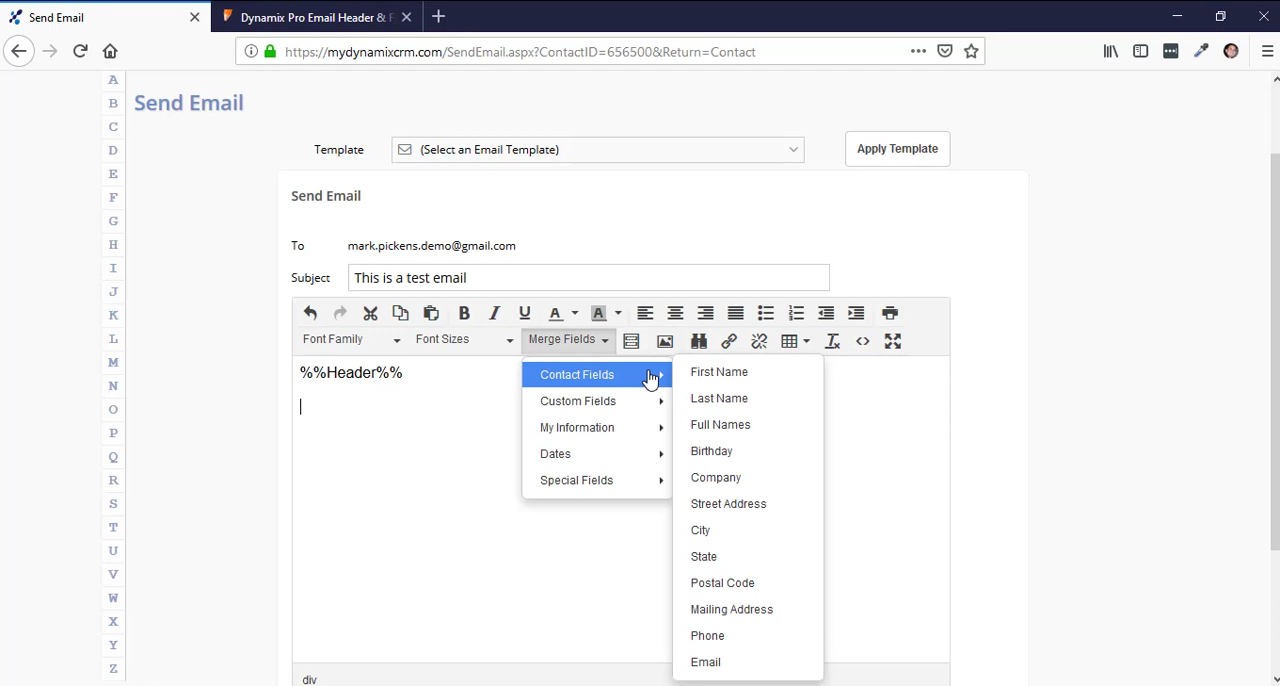 Send Email
Dynamix Pro Email Header & F
https://mydynamixcrm.com/SendEmail.aspx?ContactID=656500&Return=Contact
A
B
C
D
E
F
G
H
I
J
K
L
M
N
O
P
Q
R
S
T
U
V
W
X
Y
Z
Send Email
Template
(Select an Email Template)
Apply Template
Send Email
To
mark.pickens.demo@gmail.com
Subject
This is a test email
Font Family
Font Sizes
Merge Fields
%%Header%%
Contact Fields
Custom Fields
My Information
Dates
Special Fields
First Name
Last Name
Full Names
Birthday
Company
Street Address
City
State
Postal Code
Mailing Address
Phone
Email
div